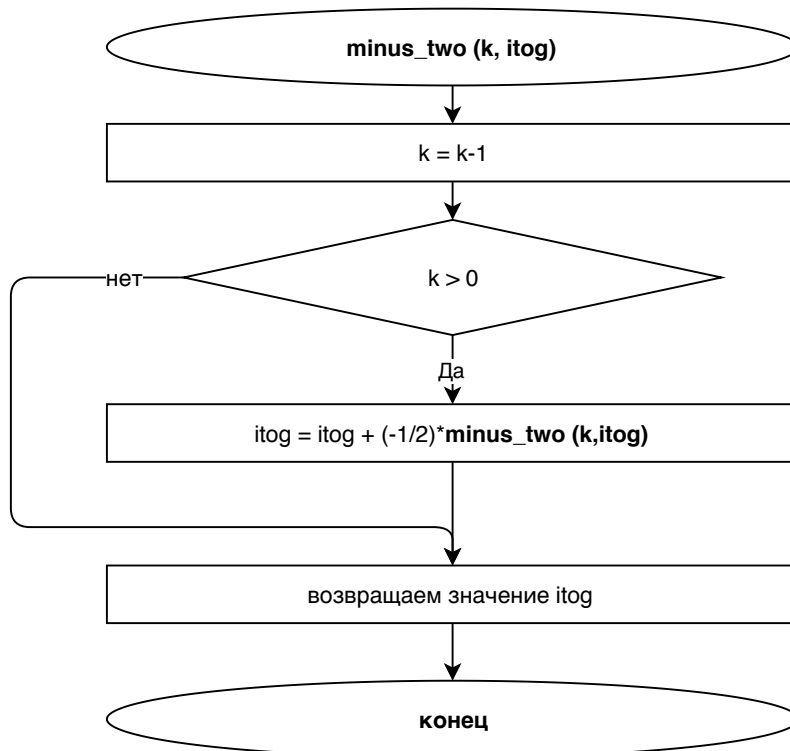 minus_two (k, itog)
k = k-1
k > 0
нет
Да
itog = itog + (-1/2)*minus_two (k,itog)
возвращаем значение itog
конец